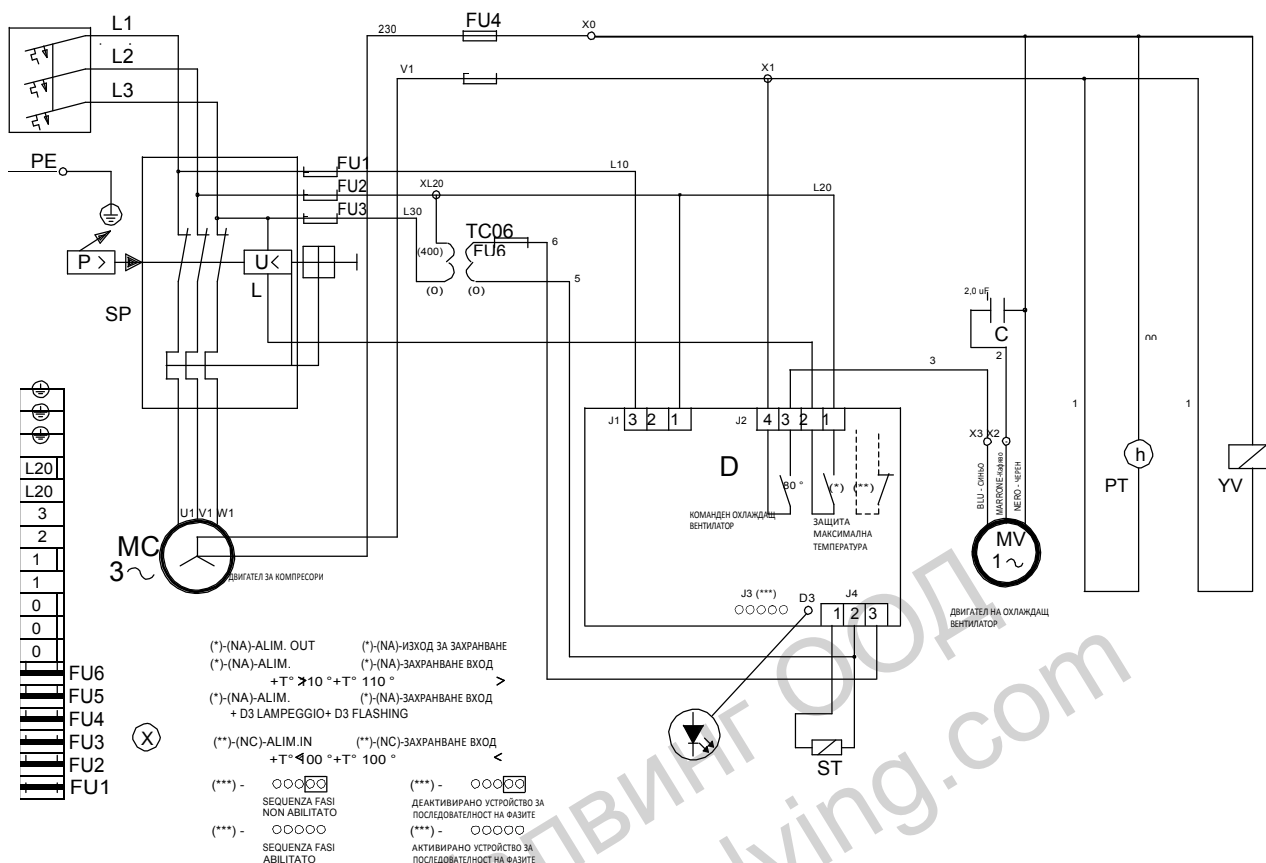 L1
L2
L3
PE
230
FU4
X0
V1
X1
FU1
FU2
FU3
L10
XL20
L20
L30
TC06
FU6
6
5
(400)
(0)
(0)
P >
U<
L
SP
2,0 uF
C
2
3
1
1
00
J1
3 2 1
J2
4 3 2 1
D
80 °
(*)
(**)
КОМАНДЕН ОХЛАЖДАЩ
ВЕНТИЛАТОР
ЗАЩИТА
МАКСИМАЛНА
ТЕМПЕРАТУРА
X3
X2
BLU - СИНЬО
MARRONE-Кафяво
NERO - ЧЕРЕН
h
PT
YV
MV
1~
ДВИГАТЕЛ НА ОХЛАЖДАЩ
ВЕНТИЛАТОР
U1 V1 W1
MC
3~
ДВИГАТЕЛ ЗА КОМПРЕСОРИ
J3 (***)
D3
J4
1 2 3
ST
L20
L20
3
2
1
1
0
0
0
FU6
FU5
FU4
FU3
FU2
FU1
X
(*)-(NA)-ALIM. OUT
(*)-(NA)-ИЗХОД ЗА ЗАХРАНВАНЕ
(*)-(NA)-ALIM.
(*)-(NA)-ЗАХРАНВАНЕ ВХОД
+T° >110 °+T° 110 ° >
(*)-(NA)-ALIM.
(*)-(NA)-ЗАХРАНВАНЕ ВХОД
+ D3 LAMPEGGIO+ D3 FLASHING
(**)-(NC)-ALIM.IN
(**)-(NC)-ЗАХРАНВАНЕ ВХОД
+T° <100 °+T° 100 ° <
(***) -
SEQUENZA FASI
NON ABILITATO
(***) -
ДЕАКТИВИРАНО УСТРОЙСТВО ЗА
ПОСЛЕДОВАТЕЛНОСТ НА ФАЗИТЕ
(***) -
SEQUENZA FASI
ABILITATO
(***) -
АКТИВИРАНО УСТРОЙСТВО ЗА
ПОСЛЕДОВАТЕЛНОСТ НА ФАЗИТЕ
ООД